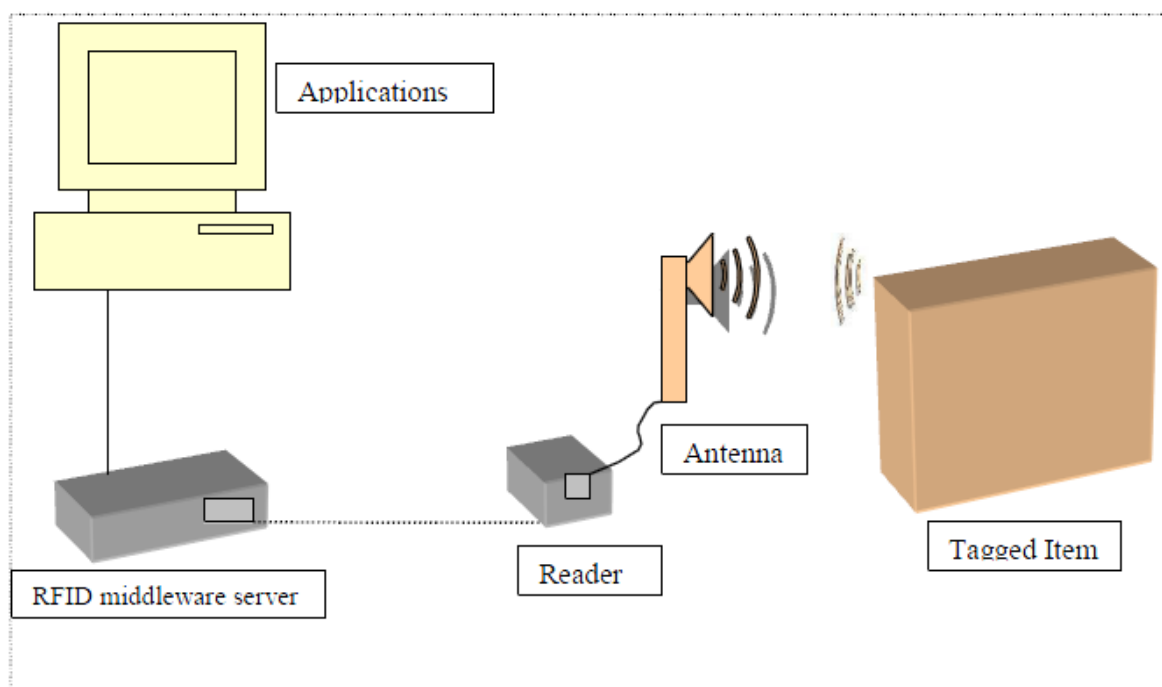 Applications
Antenna
Tagged Item
Reader
RFID middleware server